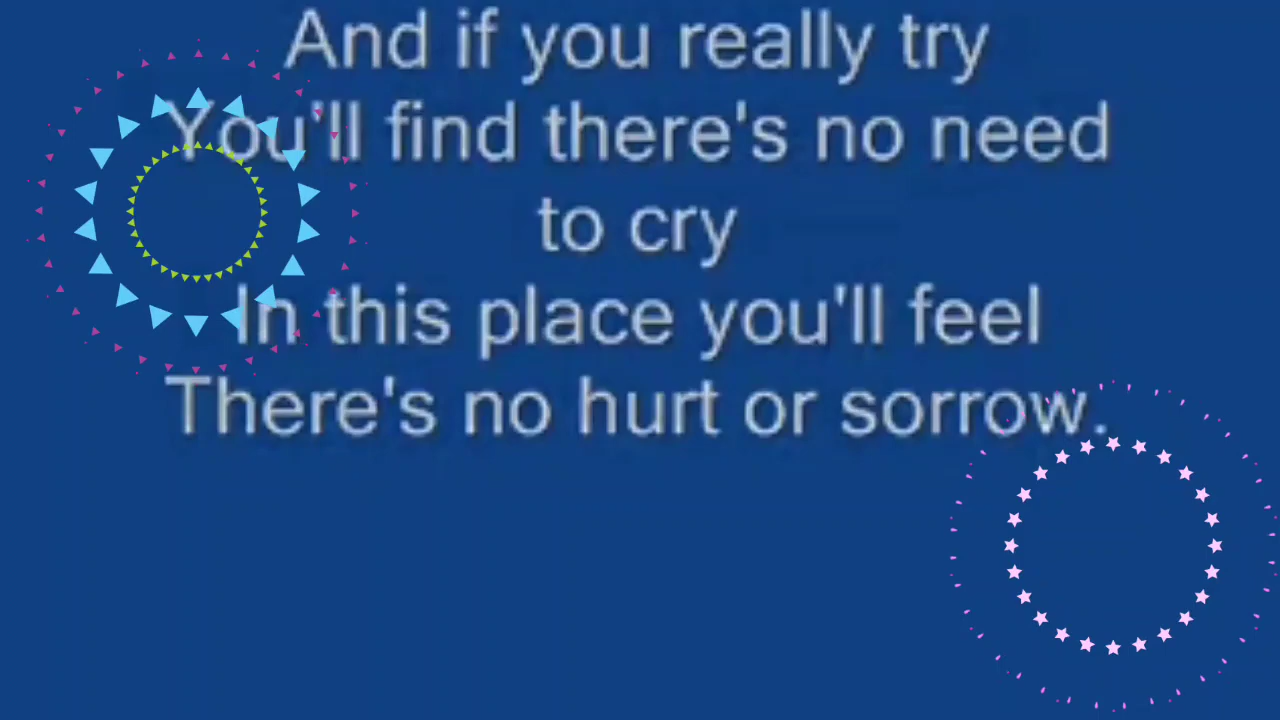 And if you really try
You'll find there's no need
to cry
In this place you'll feel
There's no hurt or sorrow.